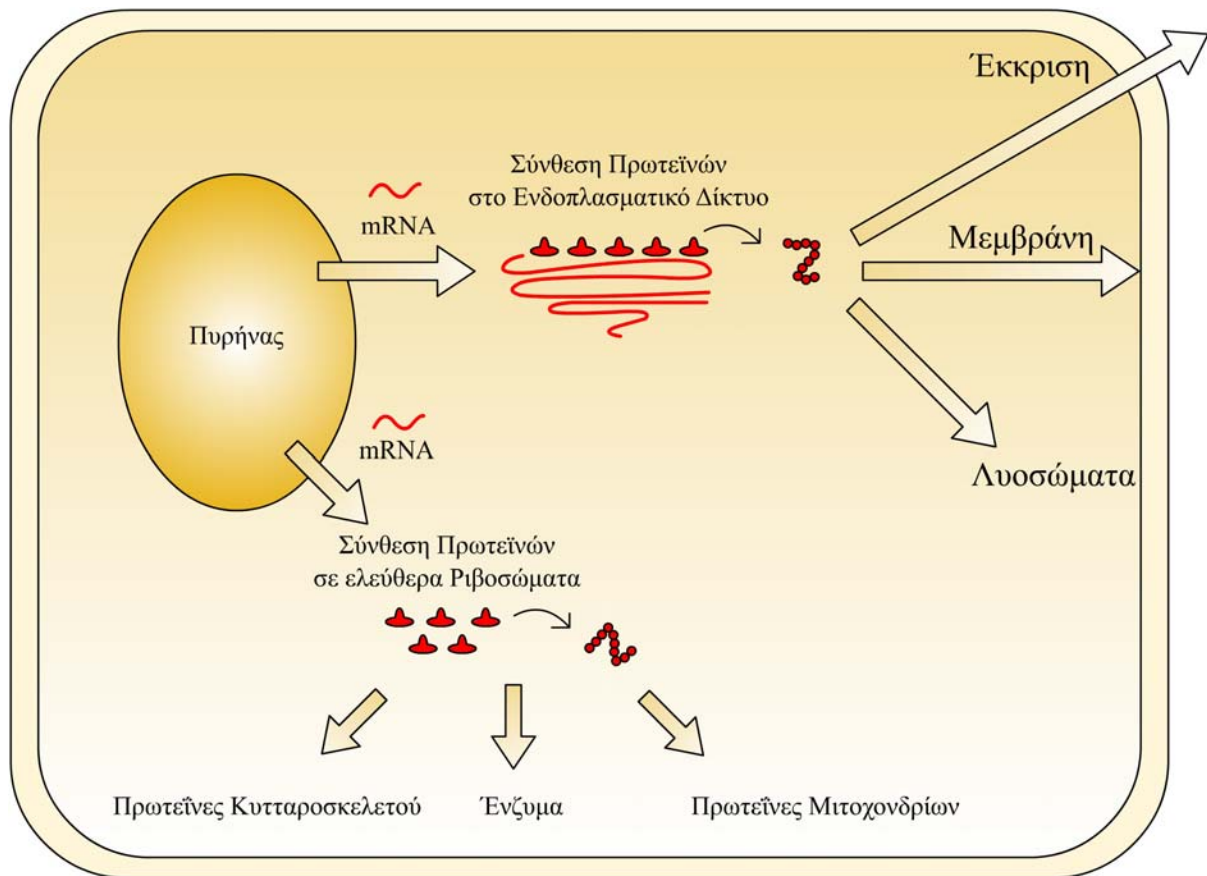 Έκκριση
Σύνθεση Πρωτεϊνών
στο Ενδοπλασματικό Δίκτυο
mRNA
Μεμβράνη
Πυρήνας
mRNA
Λυοσώματα
Σύνθεση Πρωτεϊνών
σε ελεύθερα Ριβοσώματα
Πρωτεΐνες Κυτταροσκελετού
Ένζυμα
Πρωτεΐνες Μιτοχονδρίων